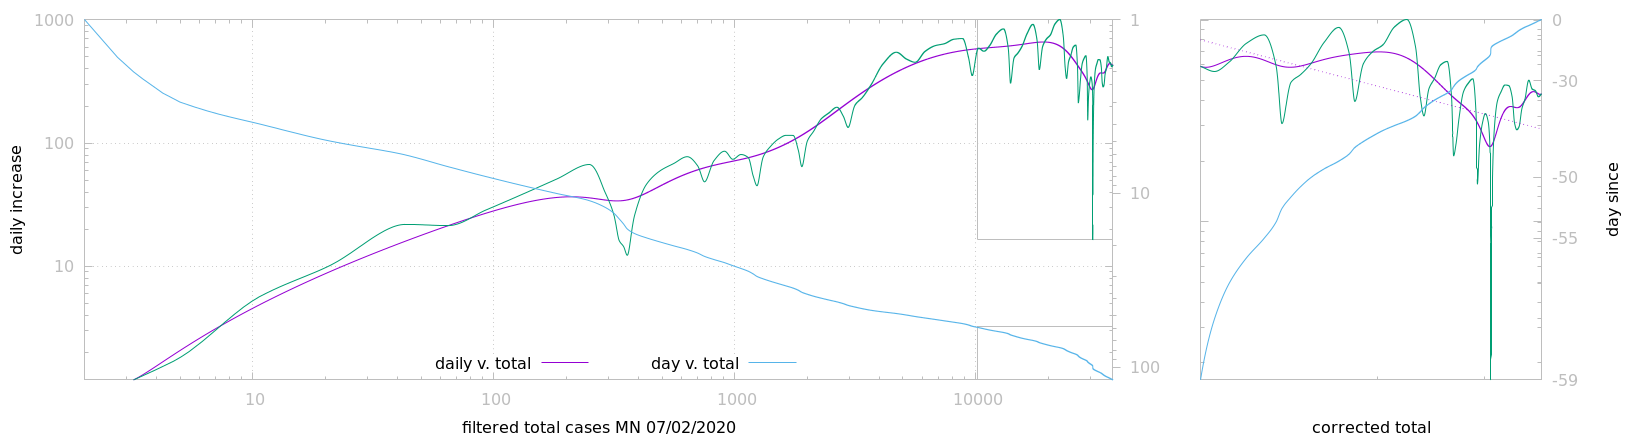 1000
100
10
daily increase
10
100
1000
10000
1
10
100
daily v. total
day v. total
filtered total cases MN 07/02/2020
0
-30
-50
-55
-59
day since
corrected total